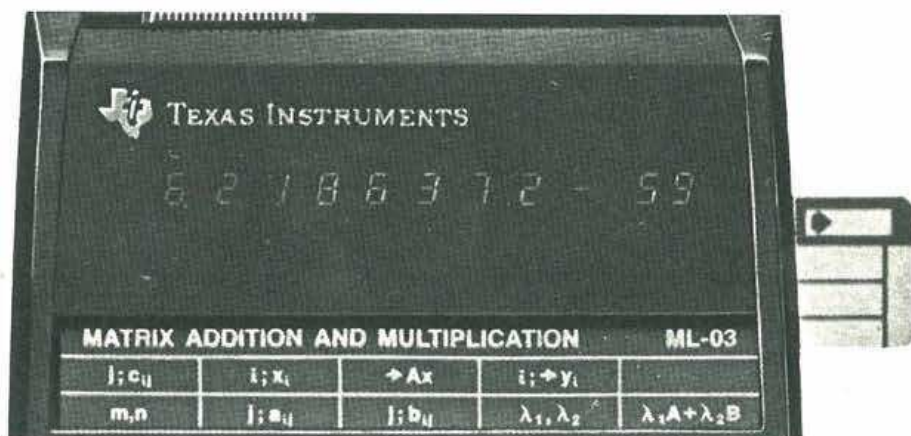 TEXAS INSTRUMENTS
6.2186372-59
MATRIX ADDITION AND MULTIPLICATION ML-03
j; cij i; xi →Ax i; →yi
m,n j; aij j; bij λ1, λ2 λ1A+λ2B